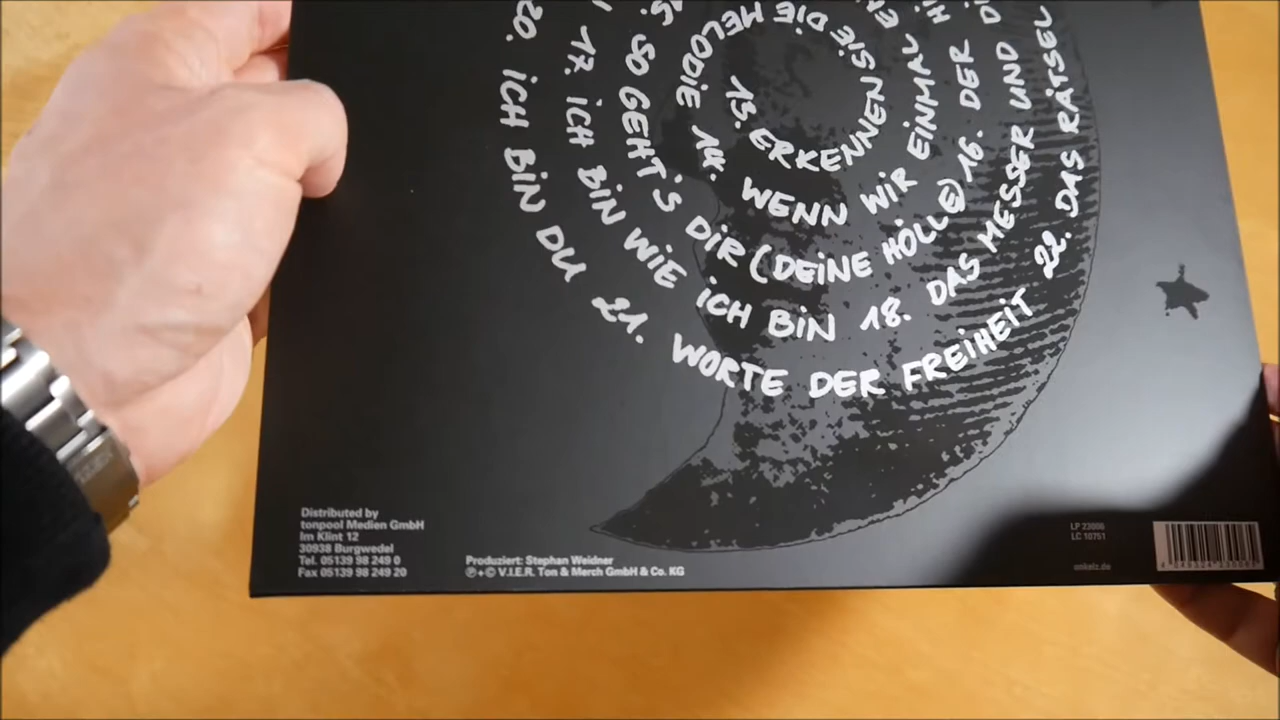 13. ERKENNEN SIE DIE MELODIE 14. WENN WIR EINMAL
SO GEHT'S DIR (DEINE HÖLLE) 16. DER
17. ICH BIN WIE ICH BIN 18. DAS MESSER UND
20. ICH BIN DU 21. WORTE DER FREIHEIT 22. DAS RÄTSEL
Distributed by
tonpool Medien GmbH
Im Klint 12
30938 Burgwedel
Tel. 05139 98 249 0
Fax 05139 98 249 20
Produziert: Stephan Weidner
℗+© V.I.E.R. Ton & Merch GmbH & Co. KG
LP 23006
LC 10751
onkelz.de